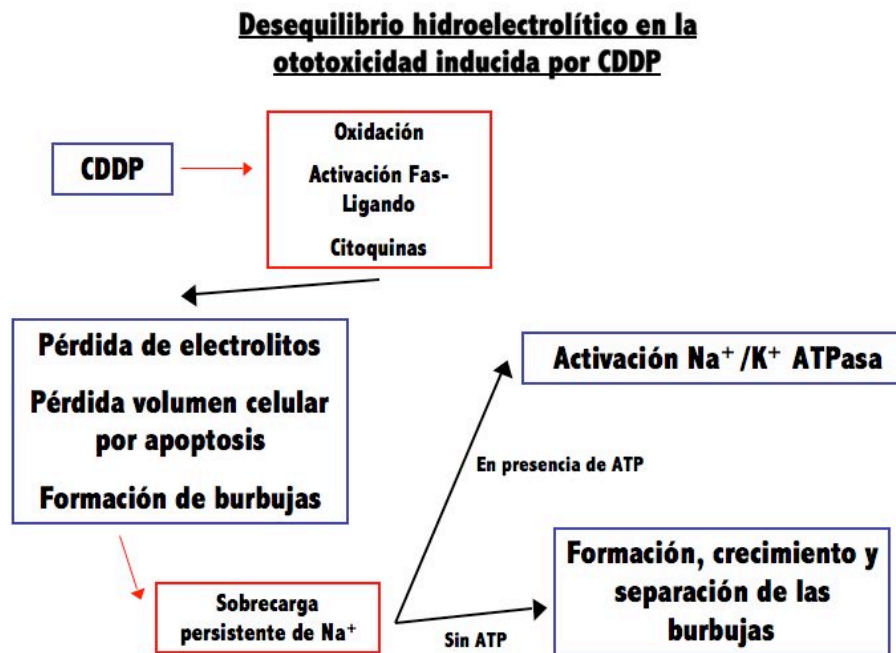 Desequilibrio hidroelectrolítico en la
ototoxicidad inducida por CDDP
CDDP
Oxidación
Activación Fas-
Ligando
Citoquinas
Pérdida de electrolitos
Pérdida volumen celular
por apoptosis
Formación de burbujas
Activación Na⁺/K⁺ ATPasa
En presencia de ATP
Sobrecarga
persistente de Na⁺
Sin ATP
Formación, crecimiento y
separación de las
burbujas